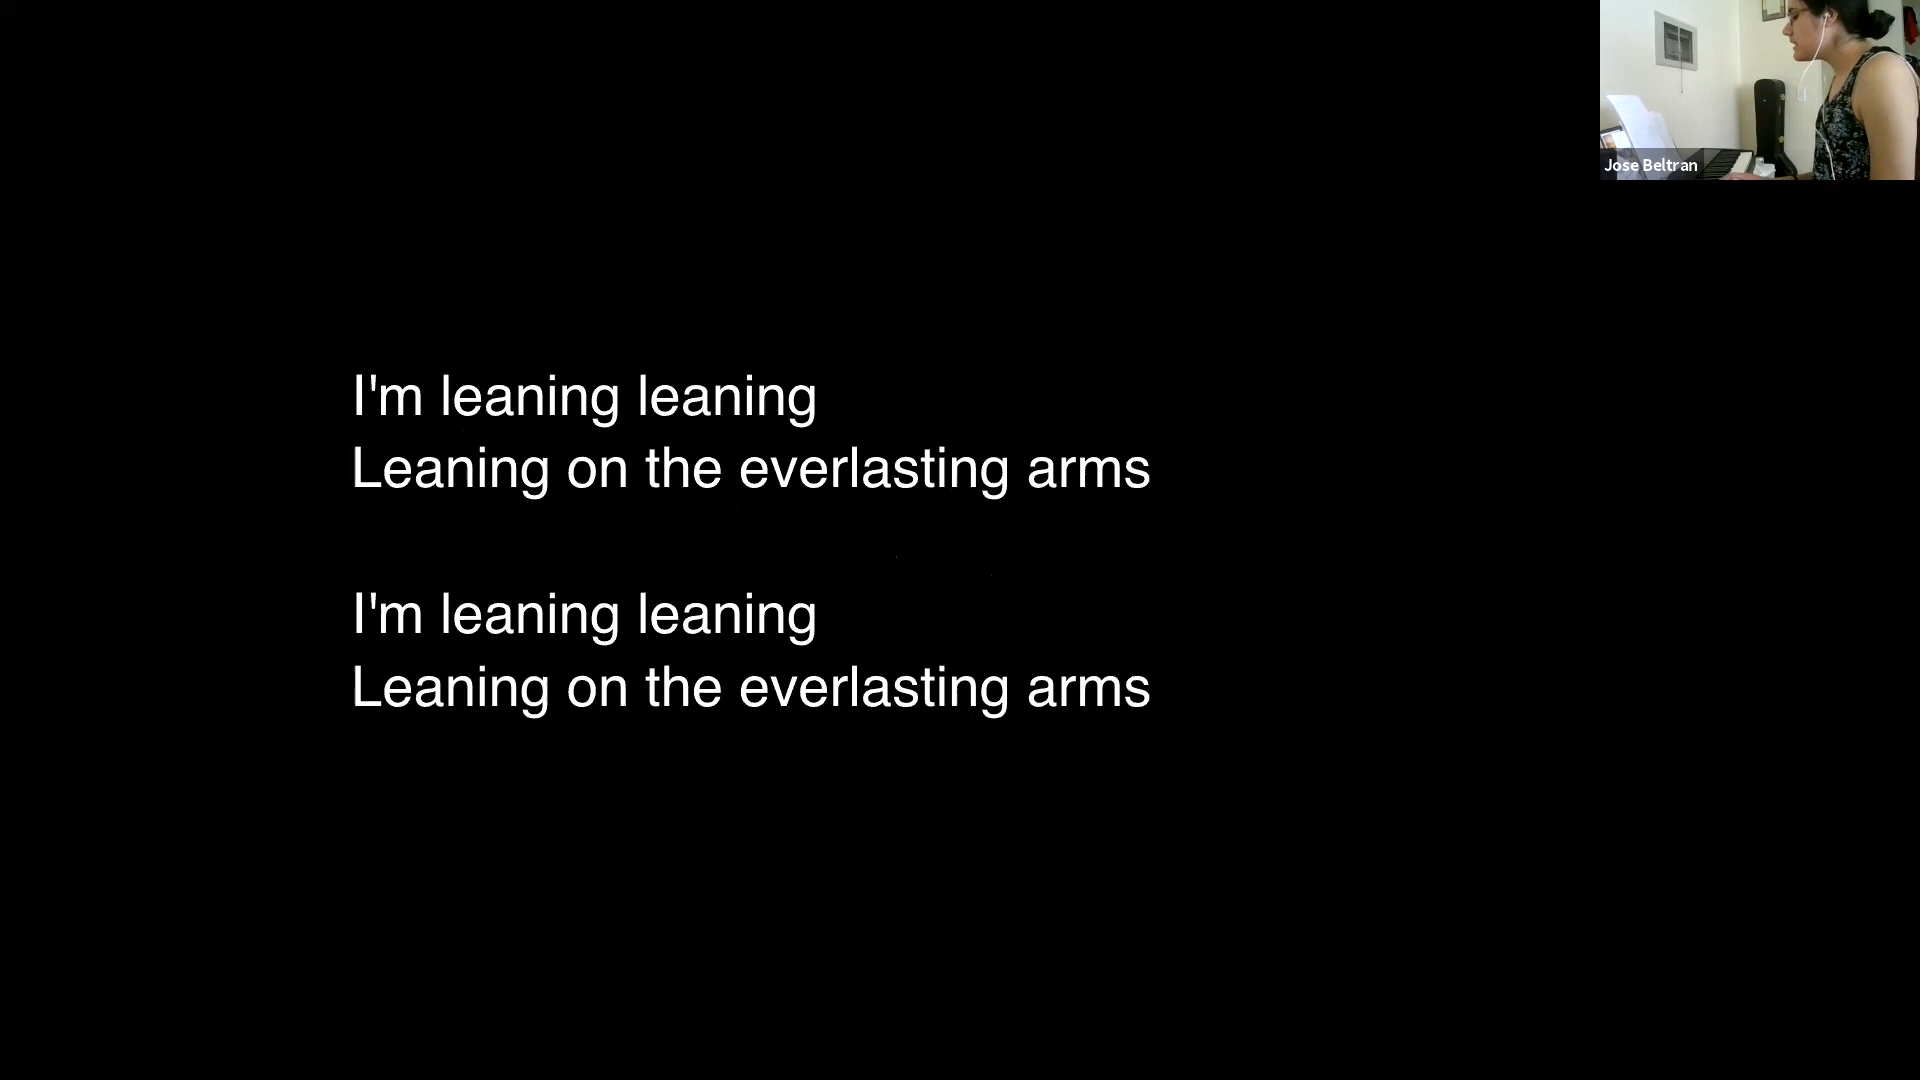 I'm leaning leaning
Leaning on the everlasting arms
I'm leaning leaning
Leaning on the everlasting arms
Jose Beltran